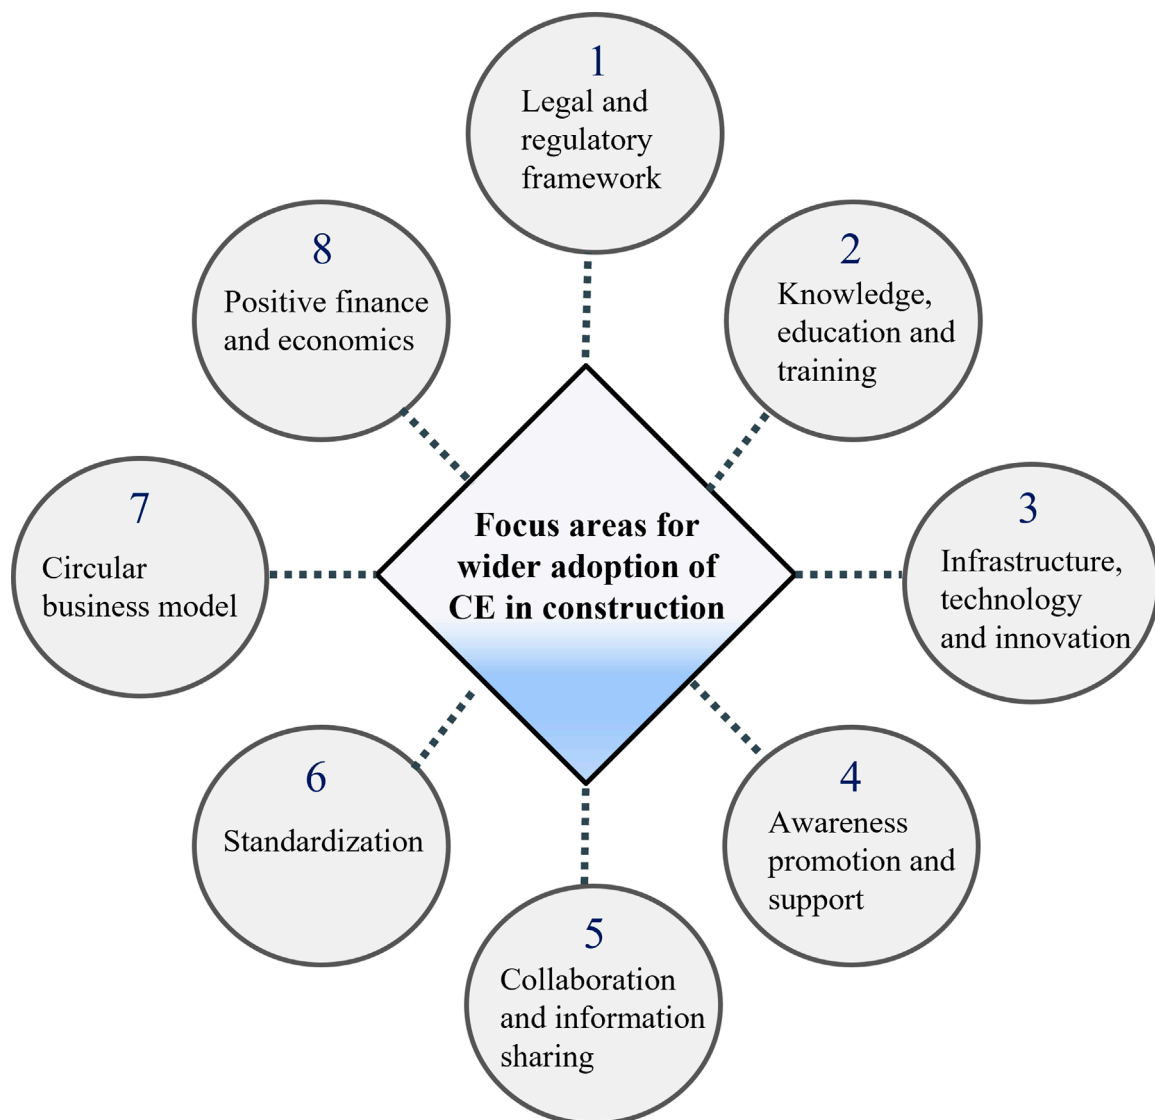 1
Legal and
regulatory
framework
2
Knowledge,
education and
training
3
Infrastructure,
technology
and innovation
4
Awareness
promotion and
support
5
Collaboration
and information
sharing
6
Standardization
7
Circular
business model
8
Positive finance
and economics
Focus areas for
wider adoption of
CE in construction